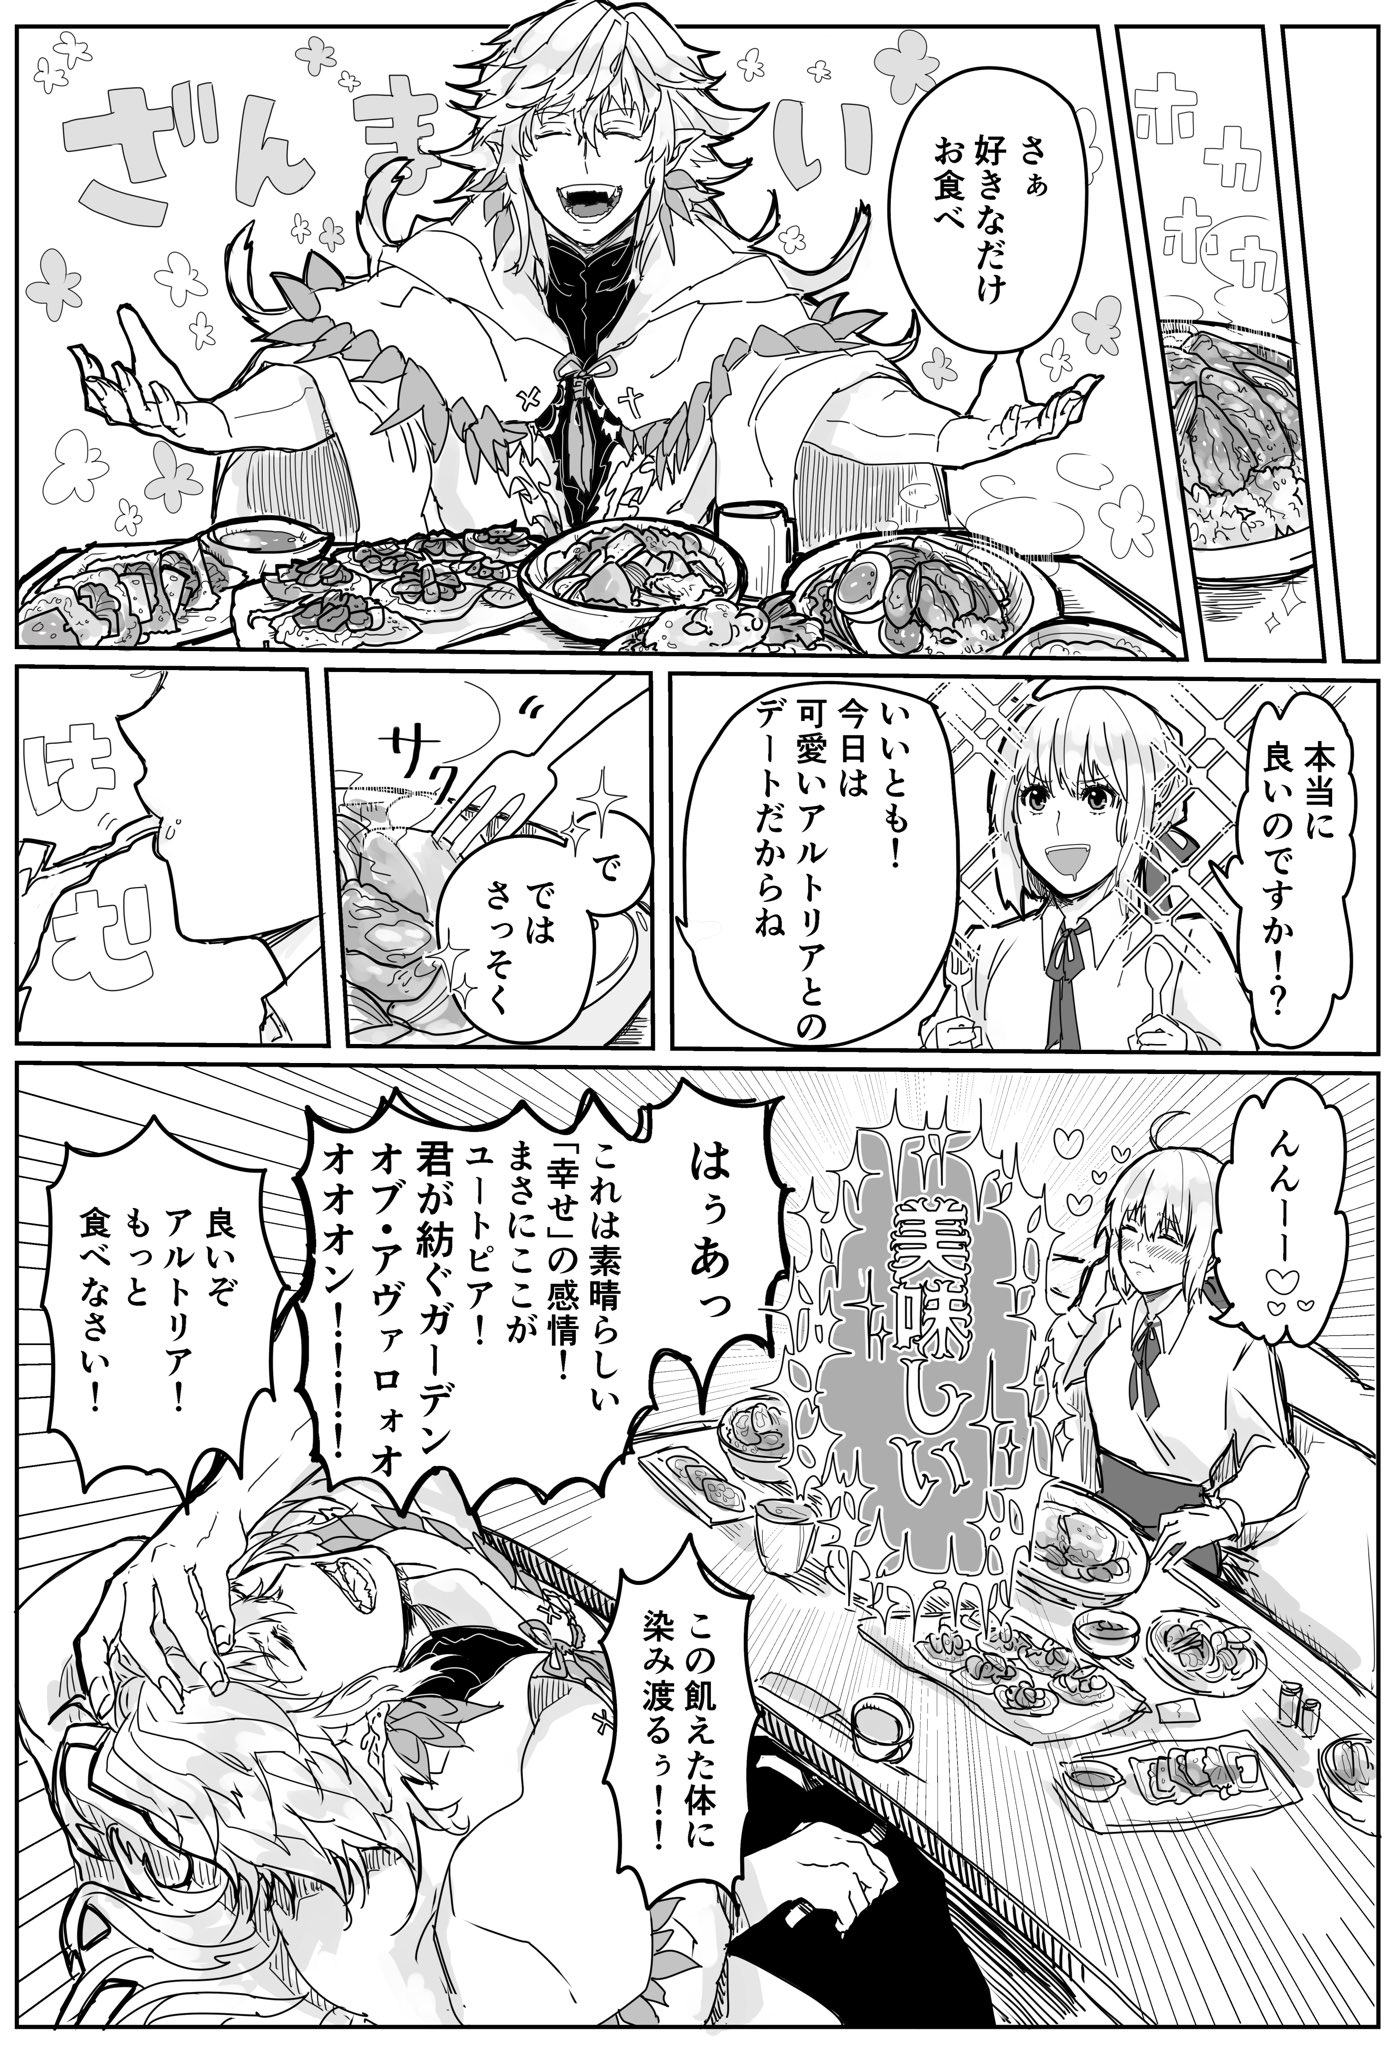 ホカ
ホカ
さぁ
好きなだけ
お食べ
ざんまい
本当に
良いのですか！？
いいとも！
今日は
可愛いアルトリアとの
デートだからね
で
では
さっそく
サク
はむ
んんーー♡
美味しい
はぅあっ
これは素晴らしい
「幸せ」の感情！
まさにここが
ユートピア！
君が紡ぐガーデン
オブ・アヴァロォオ
オオオン！！！！
この飢えた体に
染み渡るぅ！！
良いぞ
アルトリア！
もっと
食べなさい！